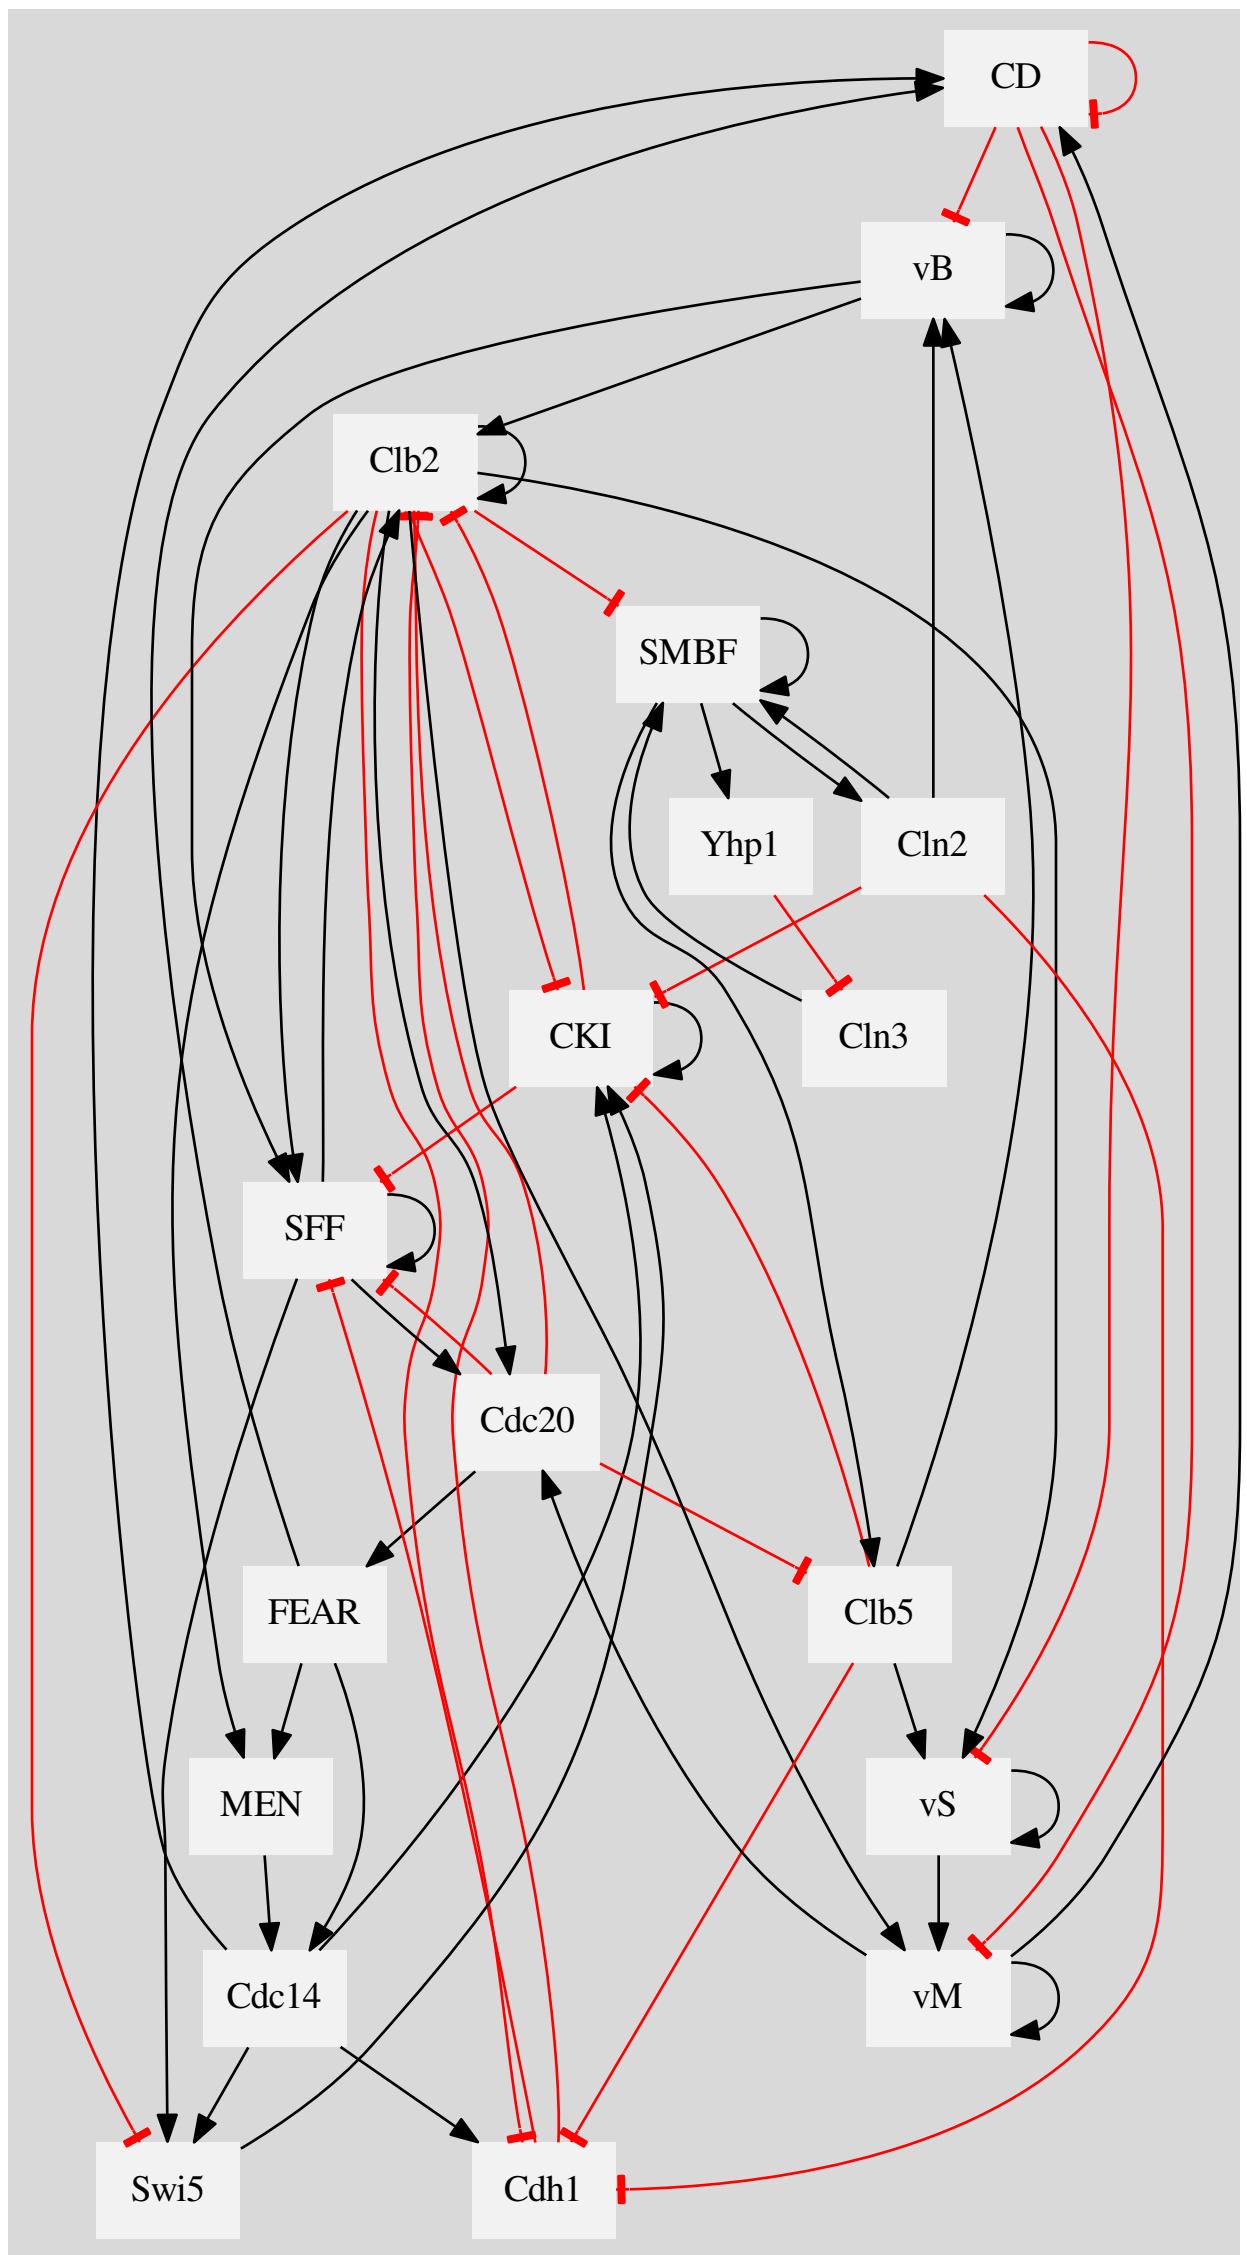 CD
vB
Clb2
SMBF
Yhp1
Cln2
CKI
Cln3
SFF
Cdc20
FEAR
Clb5
MEN
vS
Cdc14
vM
Swi5
Cdh1